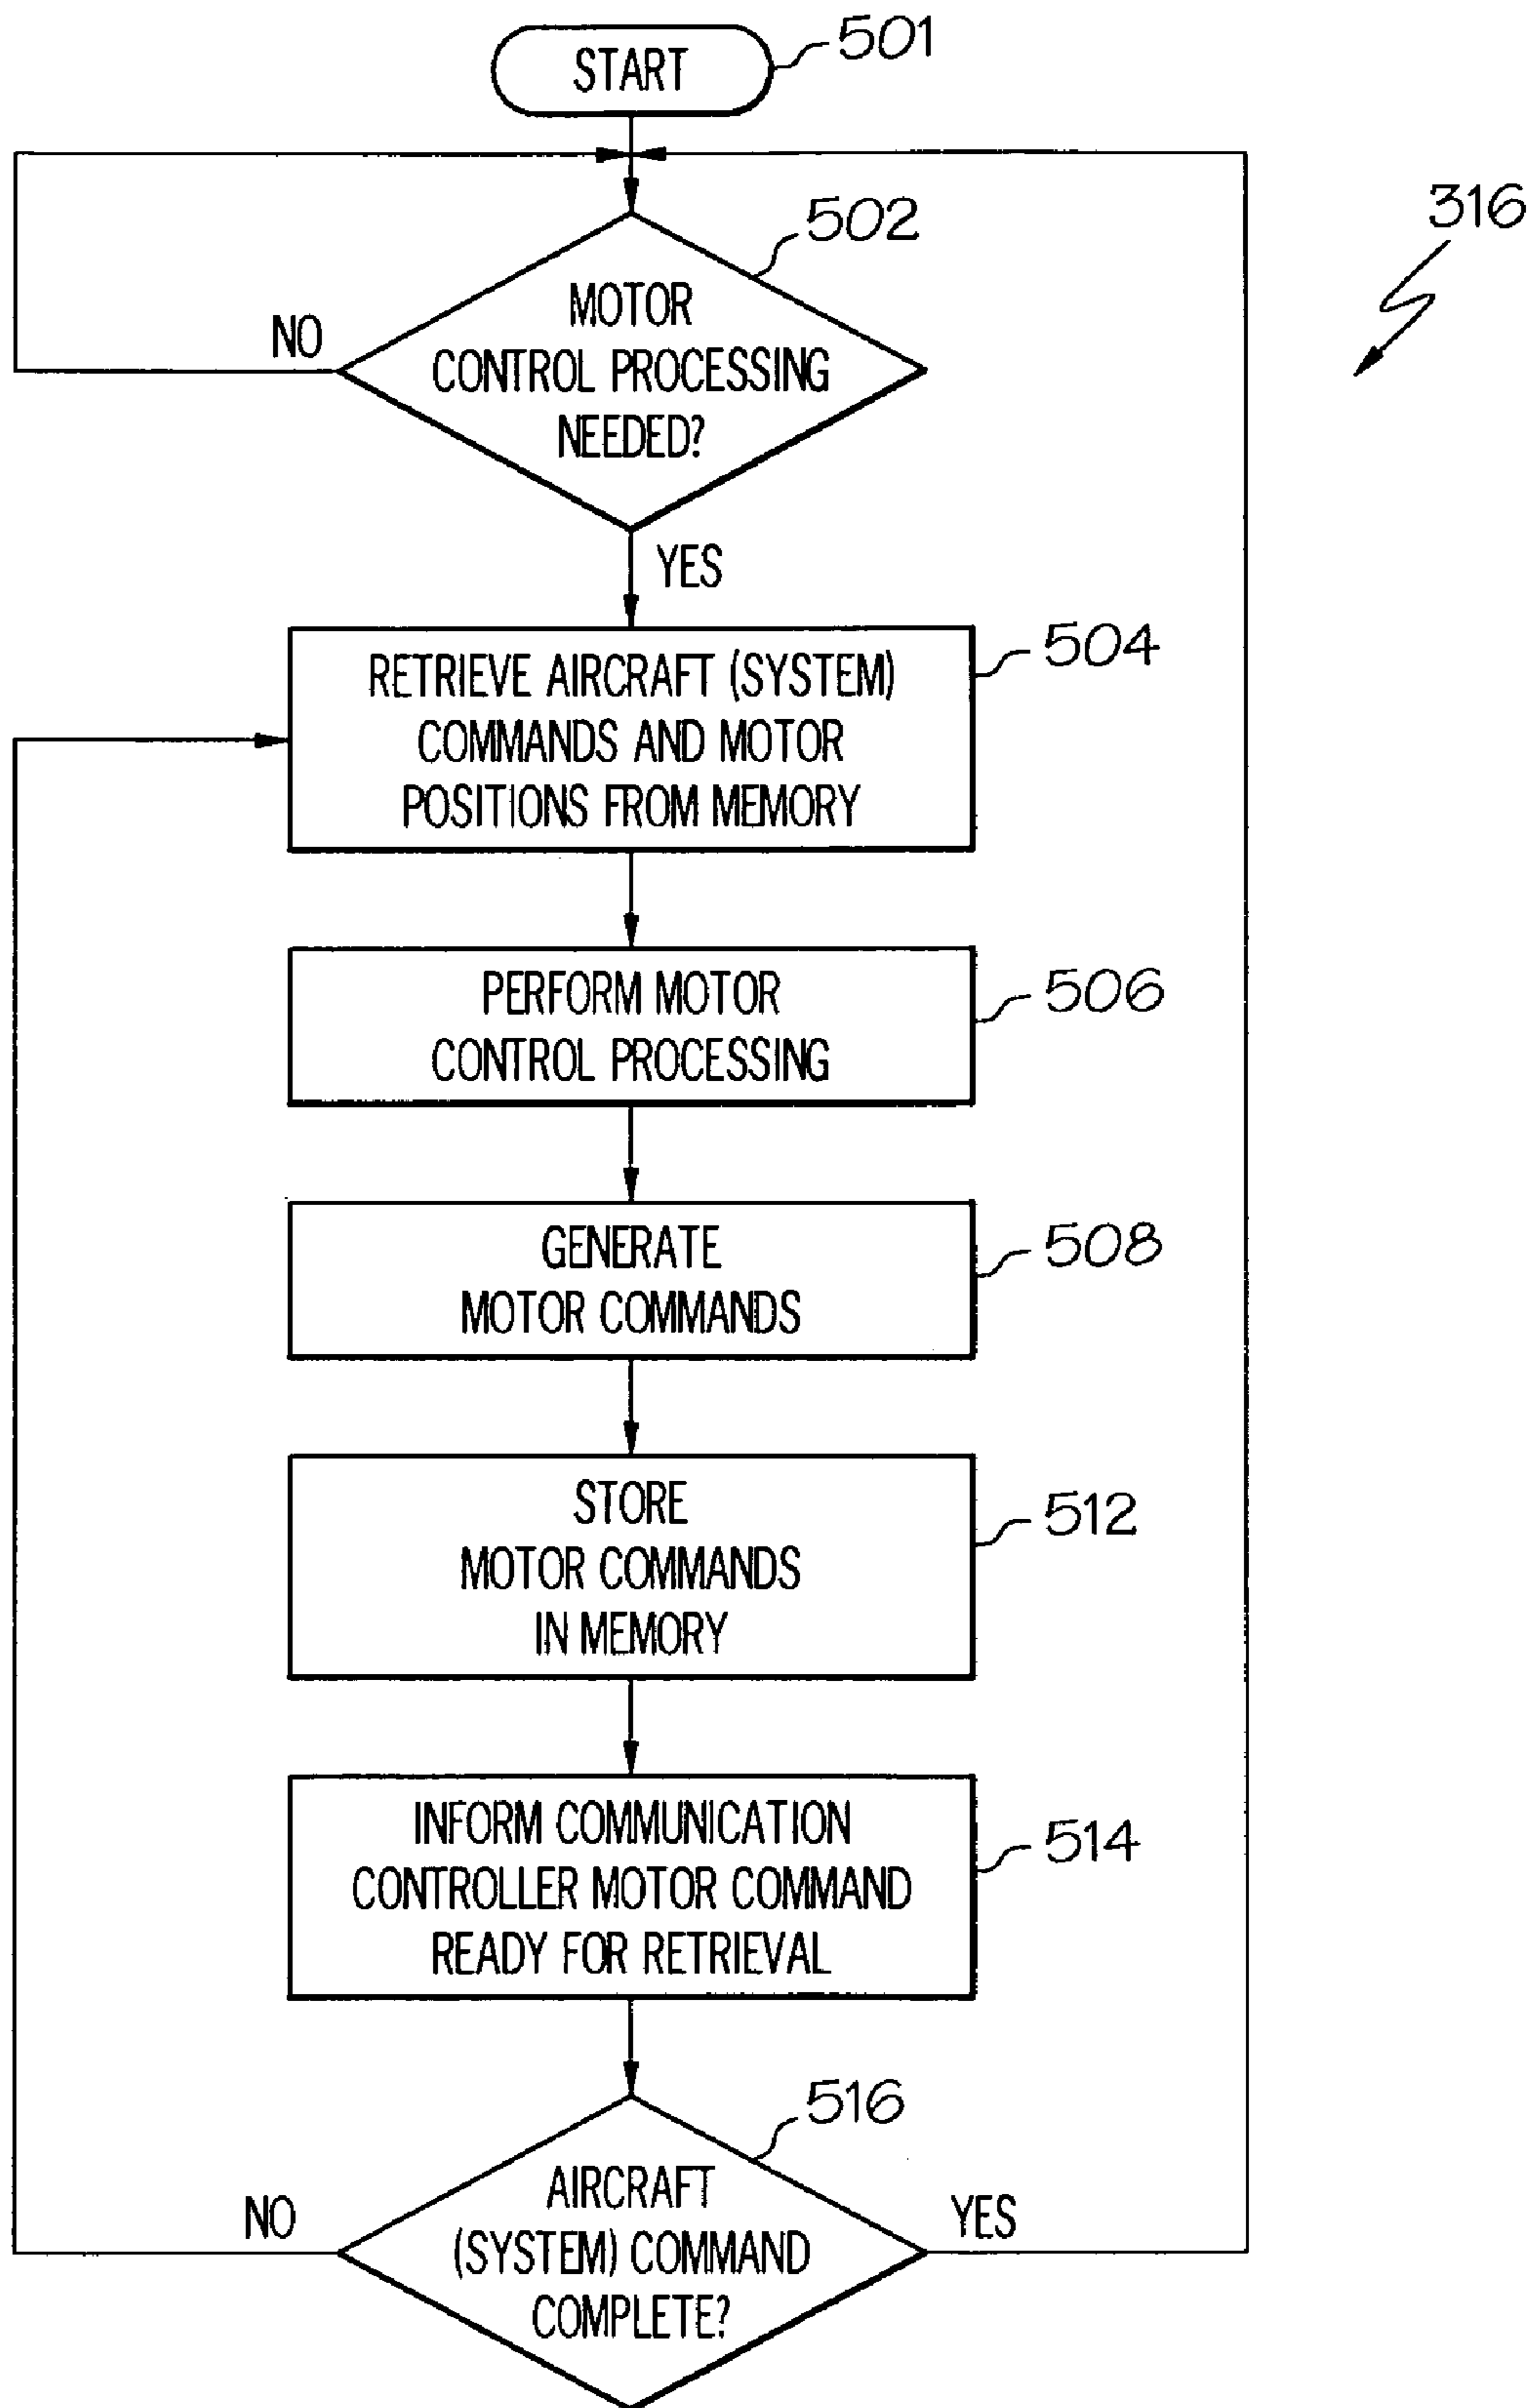 START
501
316
502
MOTOR
CONTROL PROCESSING
NEEDED?
NO
YES
RETRIEVE AIRCRAFT (SYSTEM)
COMMANDS AND MOTOR
POSITIONS FROM MEMORY
504
PERFORM MOTOR
CONTROL PROCESSING
506
GENERATE
MOTOR COMMANDS
508
STORE
MOTOR COMMANDS
IN MEMORY
512
INFORM COMMUNICATION
CONTROLLER MOTOR COMMAND
READY FOR RETRIEVAL
514
516
AIRCRAFT
(SYSTEM) COMMAND
COMPLETE?
NO
YES